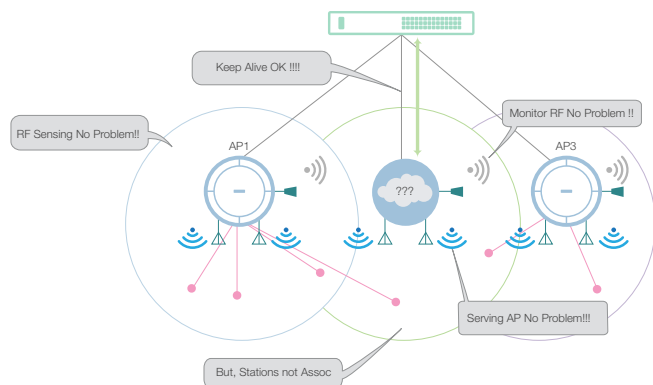 Keep Alive OK !!!!
RF Sensing No Problem!!
Monitor RF No Problem !!
AP1
AP3
???
Serving AP No Problem!!!
But, Stations not Assoc